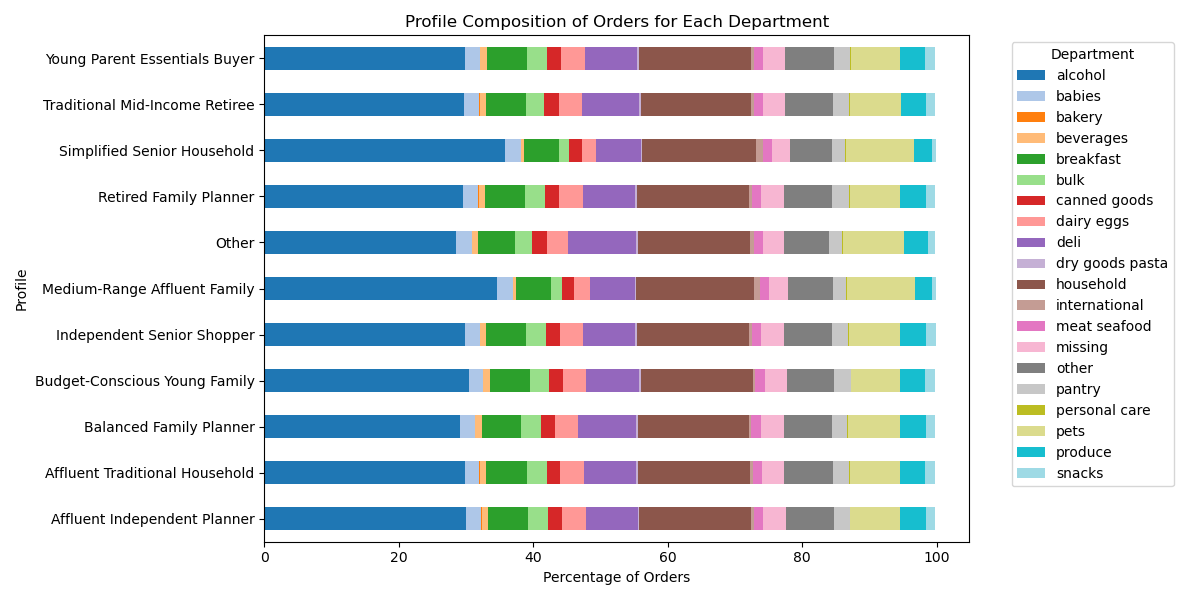 Profile Composition of Orders for Each Department
Profile
Young Parent Essentials Buyer
Traditional Mid-Income Retiree
Simplified Senior Household
Retired Family Planner
Other
Medium-Range Affluent Family
Independent Senior Shopper
Budget-Conscious Young Family
Balanced Family Planner
Affluent Traditional Household
Affluent Independent Planner
0 20 40 60 80 100
Percentage of Orders
Department
alcohol
babies
bakery
beverages
breakfast
bulk
canned goods
dairy eggs
deli
dry goods pasta
household
international
meat seafood
missing
other
pantry
personal care
pets
produce
snacks